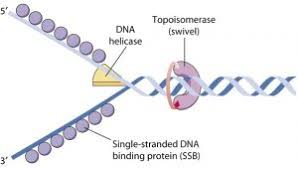 5'
DNA
helicase
Topoisomerase
(swivel)
Single-stranded DNA
binding protein (SSB)
3'